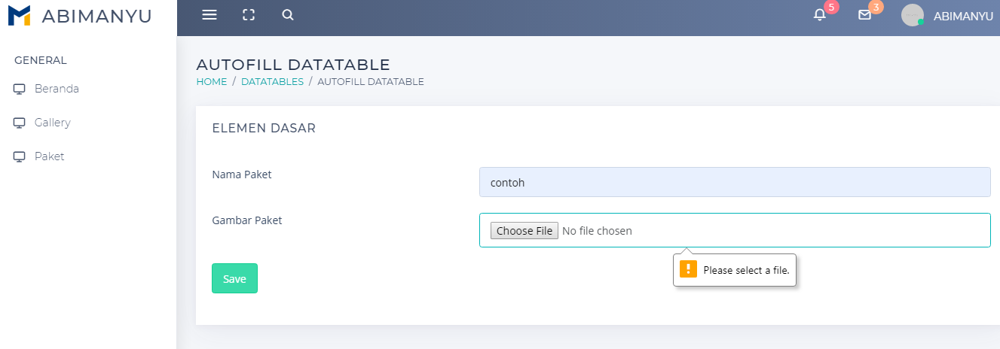 ABIMANYU
5
3
ABIMANYU
GENERAL
Beranda
Gallery
Paket
AUTOFILL DATATABLE
HOME / DATATABLES / AUTOFILL DATATABLE
ELEMEN DASAR
Nama Paket
contoh
Gambar Paket
Choose File No file chosen
Please select a file.
Save